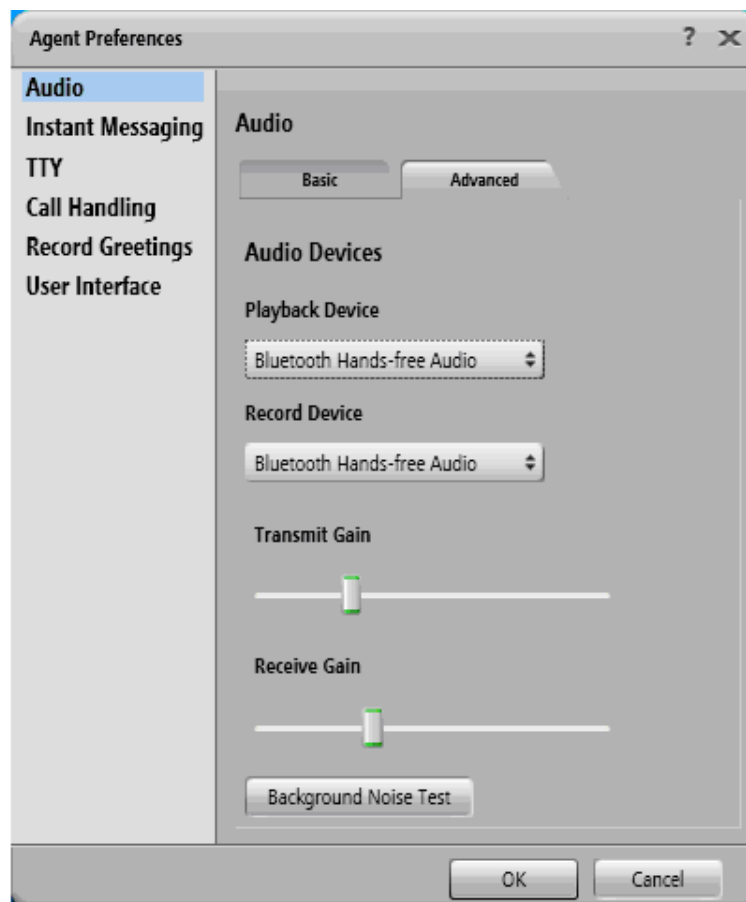 Agent Preferences ?
Audio
Instant Messaging
TTY
Call Handling
Record Greetings
User Interface
Audio
Basic Advanced
Audio Devices
Playback Device
Bluetooth Hands-free Audio
Record Device
Bluetooth Hands-free Audio
Transmit Gain
Receive Gain
Background Noise Test
OK Cancel